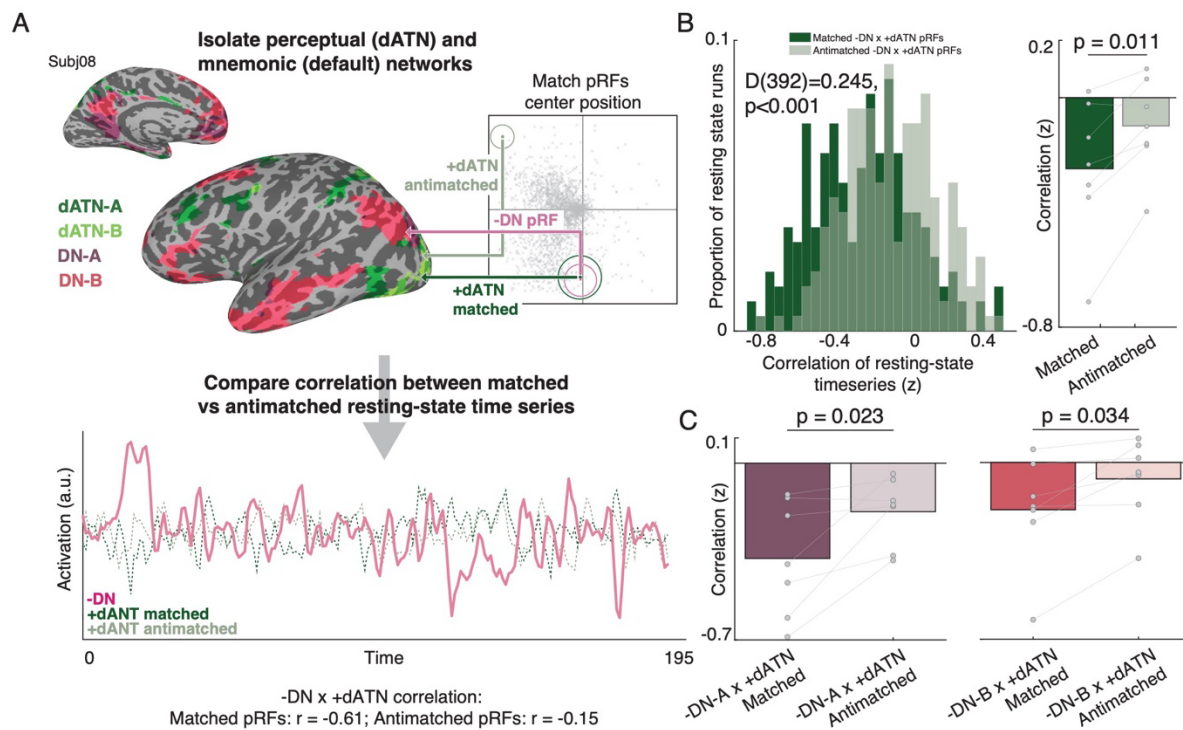 A
Isolate perceptual (dATN) and
mnemonic (default) networks
Subj08
Match pRFs
center position
+dATN
antimatched
-DN pRF
+dATN
matched
dATN-A
dATN-B
DN-A
DN-B
Compare correlation between matched
vs antimatched resting-state time series
Activation (a.u.)
-DN
+dANT matched
+dANT antimatched
0
Time
195
-DN x +dATN correlation:
Matched pRFs: r = -0.61; Antimatched pRFs: r = -0.15
B
0.1
Matched -DN x +dATN pRFs
Antimatched -DN x +dATN pRFs
D(392)=0.245,
p<0.001
Proportion of resting state runs
0
-0.8
-0.4
0
0.4
Correlation of resting-state
timeseries (z)
0.2
p = 0.011
Correlation (z)
-0.8
Matched
Antimatched
C
p = 0.023
0.1
Correlation (z)
-0.7
-DN-A x +dATN
Matched
-DN-A x +dATN
Antimatched
p = 0.034
-DN-B x +dATN
Matched
-DN-B x +dATN
Antimatched